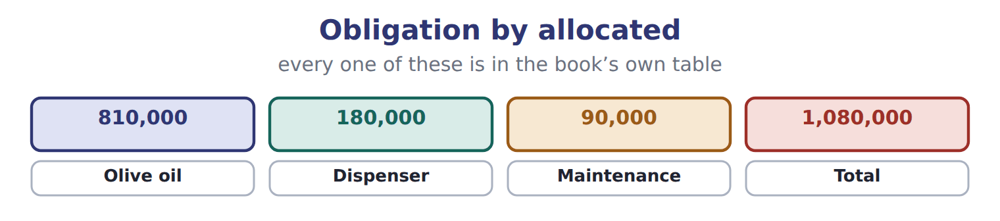 Obligation by allocated
every one of these is in the book’s own table
810,000
180,000
90,000
1,080,000
Olive oil
Dispenser
Maintenance
Total